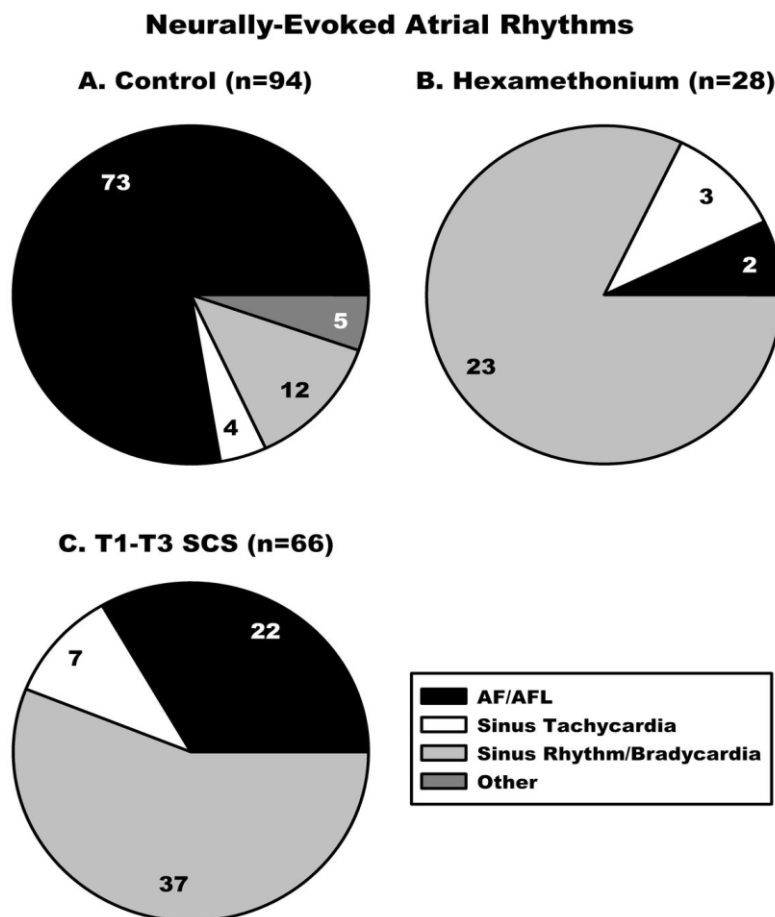 Neurally-Evoked Atrial Rhythms
A. Control (n=94)
B. Hexamethonium (n=28)
73
5
12
4
3
2
23
C. T1-T3 SCS (n=66)
22
7
37
AF/AFL
Sinus Tachycardia
Sinus Rhythm/Bradycardia
Other